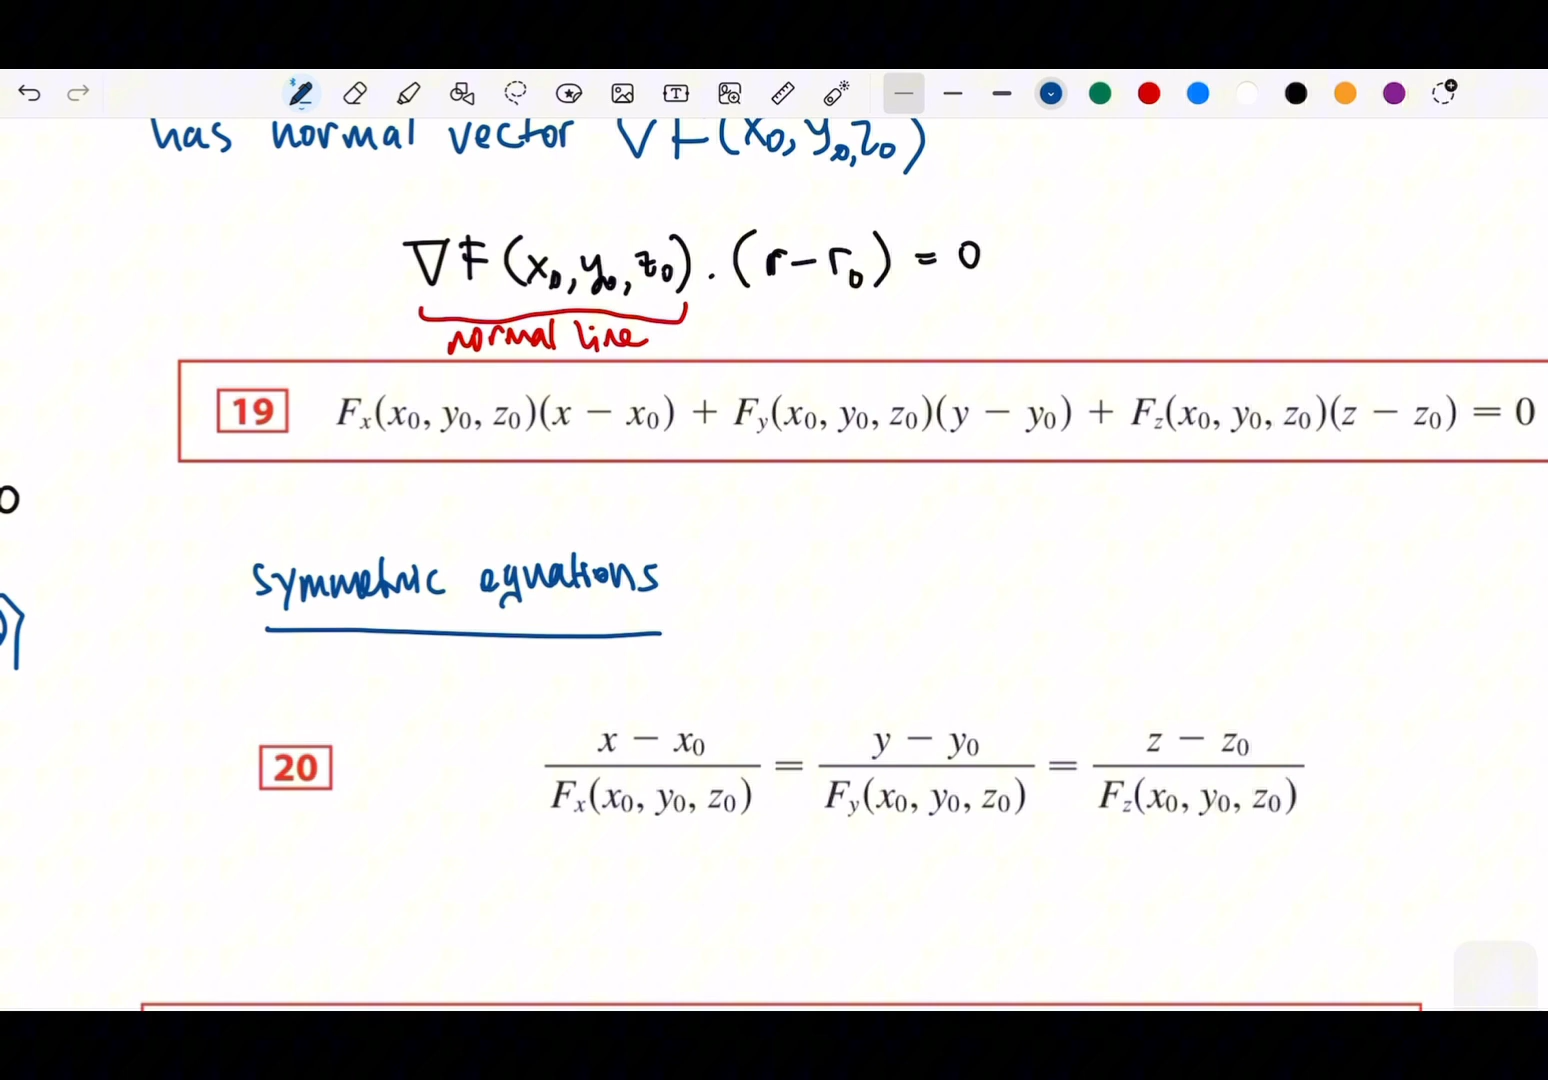 has normal vector ∇F(x₀, y₀, z₀)
∇F(x₀, y₀, z₀) · (r − r₀) = 0
normal line
19 Fₓ(x₀, y₀, z₀)(x − x₀) + F_y(x₀, y₀, z₀)(y − y₀) + F_z(x₀, y₀, z₀)(z − z₀) = 0
0
symmetric equations
20 (x − x₀)/(Fₓ(x₀, y₀, z₀)) = (y − y₀)/(F_y(x₀, y₀, z₀)) = (z − z₀)/(F_z(x₀, y₀, z₀))